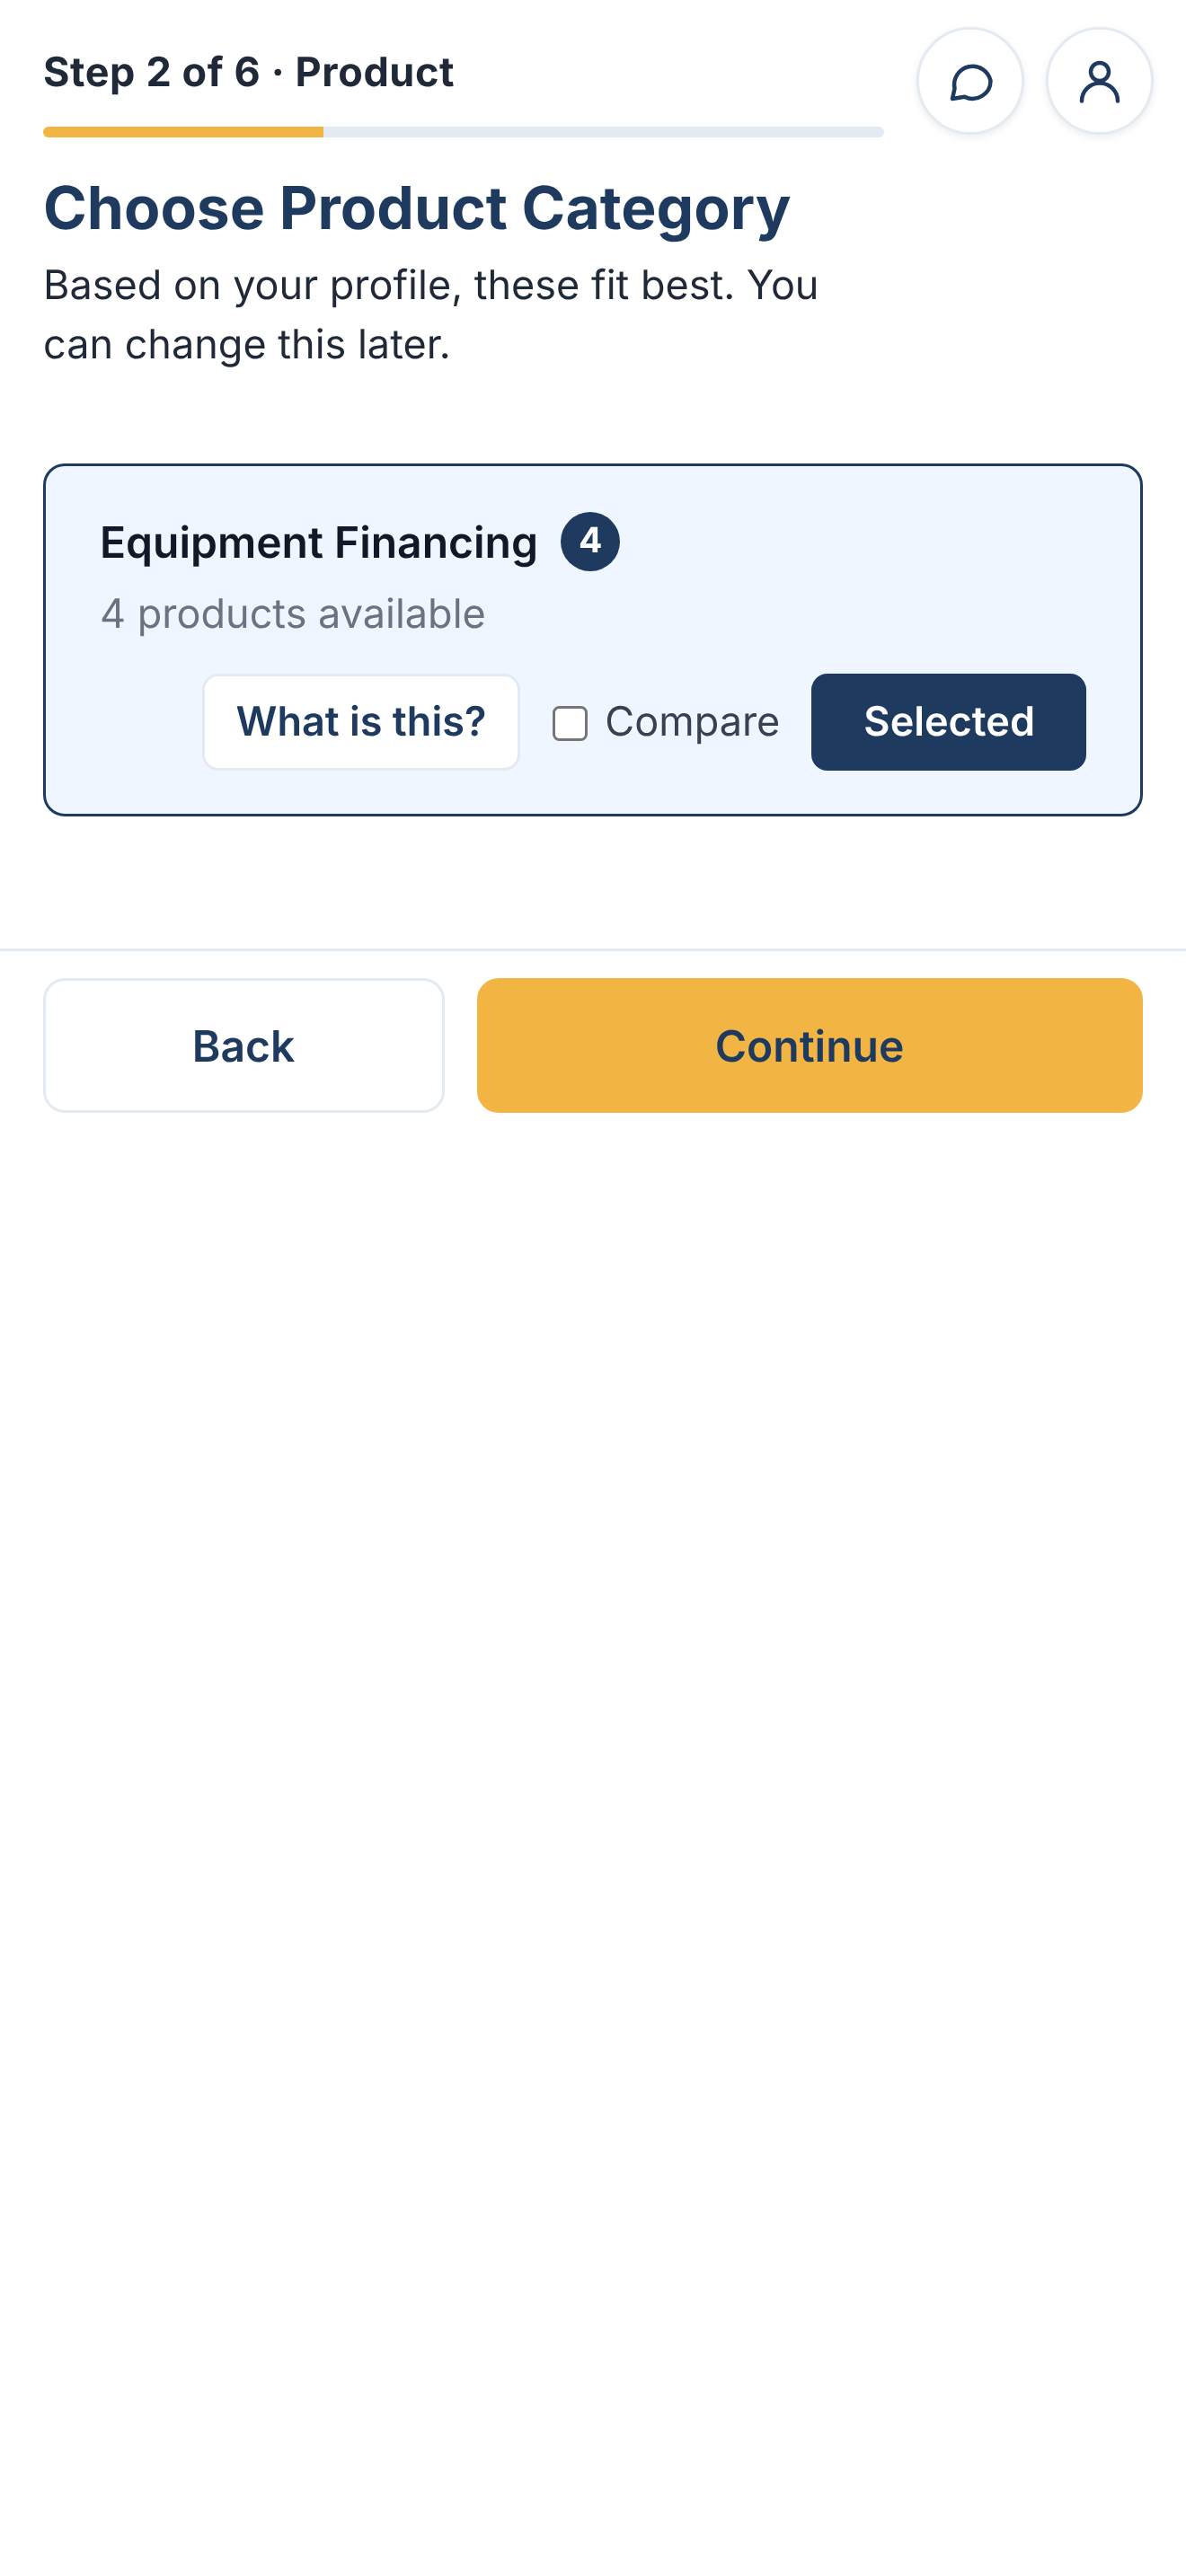 Step 2 of 6 · Product
Choose Product Category
Based on your profile, these fit best. You
can change this later.
Equipment Financing 4
4 products available
What is this? Compare Selected
Back Continue